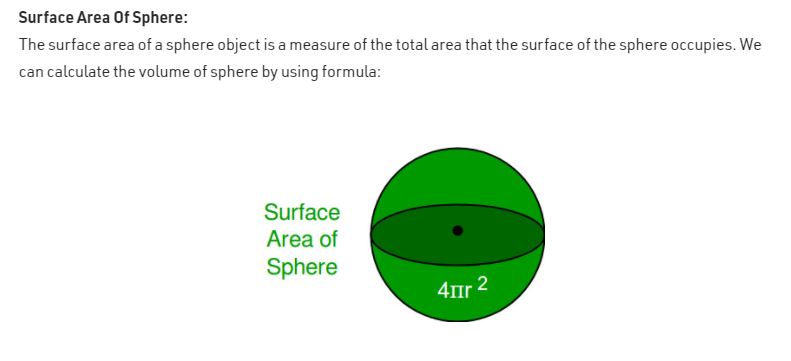 Surface Area Of Sphere:
The surface area of a sphere object is a measure of the total area that the surface of the sphere occupies. We
can calculate the volume of sphere by using formula:
Surface
Area of
Sphere
4πr 2